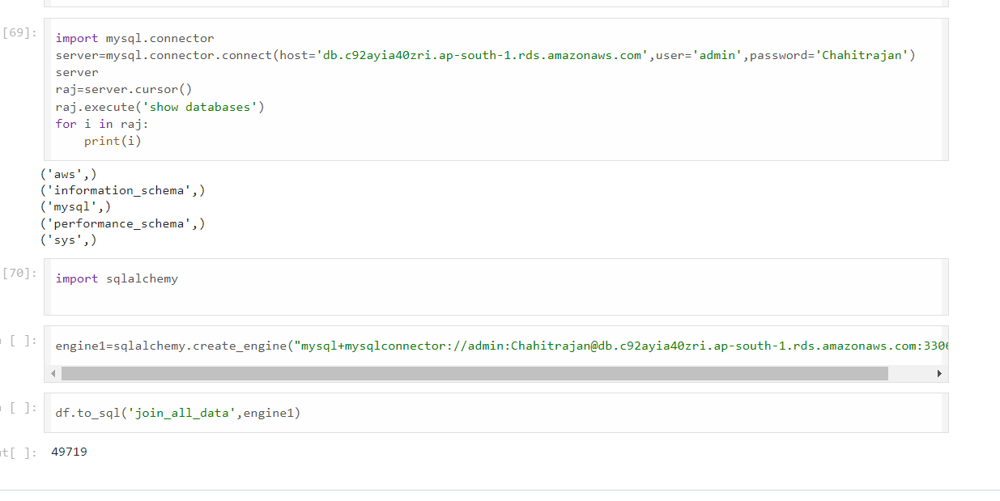 [69]:
import mysql.connector
server=mysql.connector.connect(host='db.c92ayia40zri.ap-south-1.rds.amazonaws.com',user='admin',password='Chahitrajan')
server
raj=server.cursor()
raj.execute('show databases')
for i in raj:
    print(i)
('aws',)
('information_schema',)
('mysql',)
('performance_schema',)
('sys',)
[70]:
import sqlalchemy
[ ]:
engine1=sqlalchemy.create_engine("mysql+mysqlconnector://admin:Chahitrajan@db.c92ayia40zri.ap-south-1.rds.amazonaws.com:3306
[ ]:
df.to_sql('join_all_data',engine1)
t[ ]:
49719